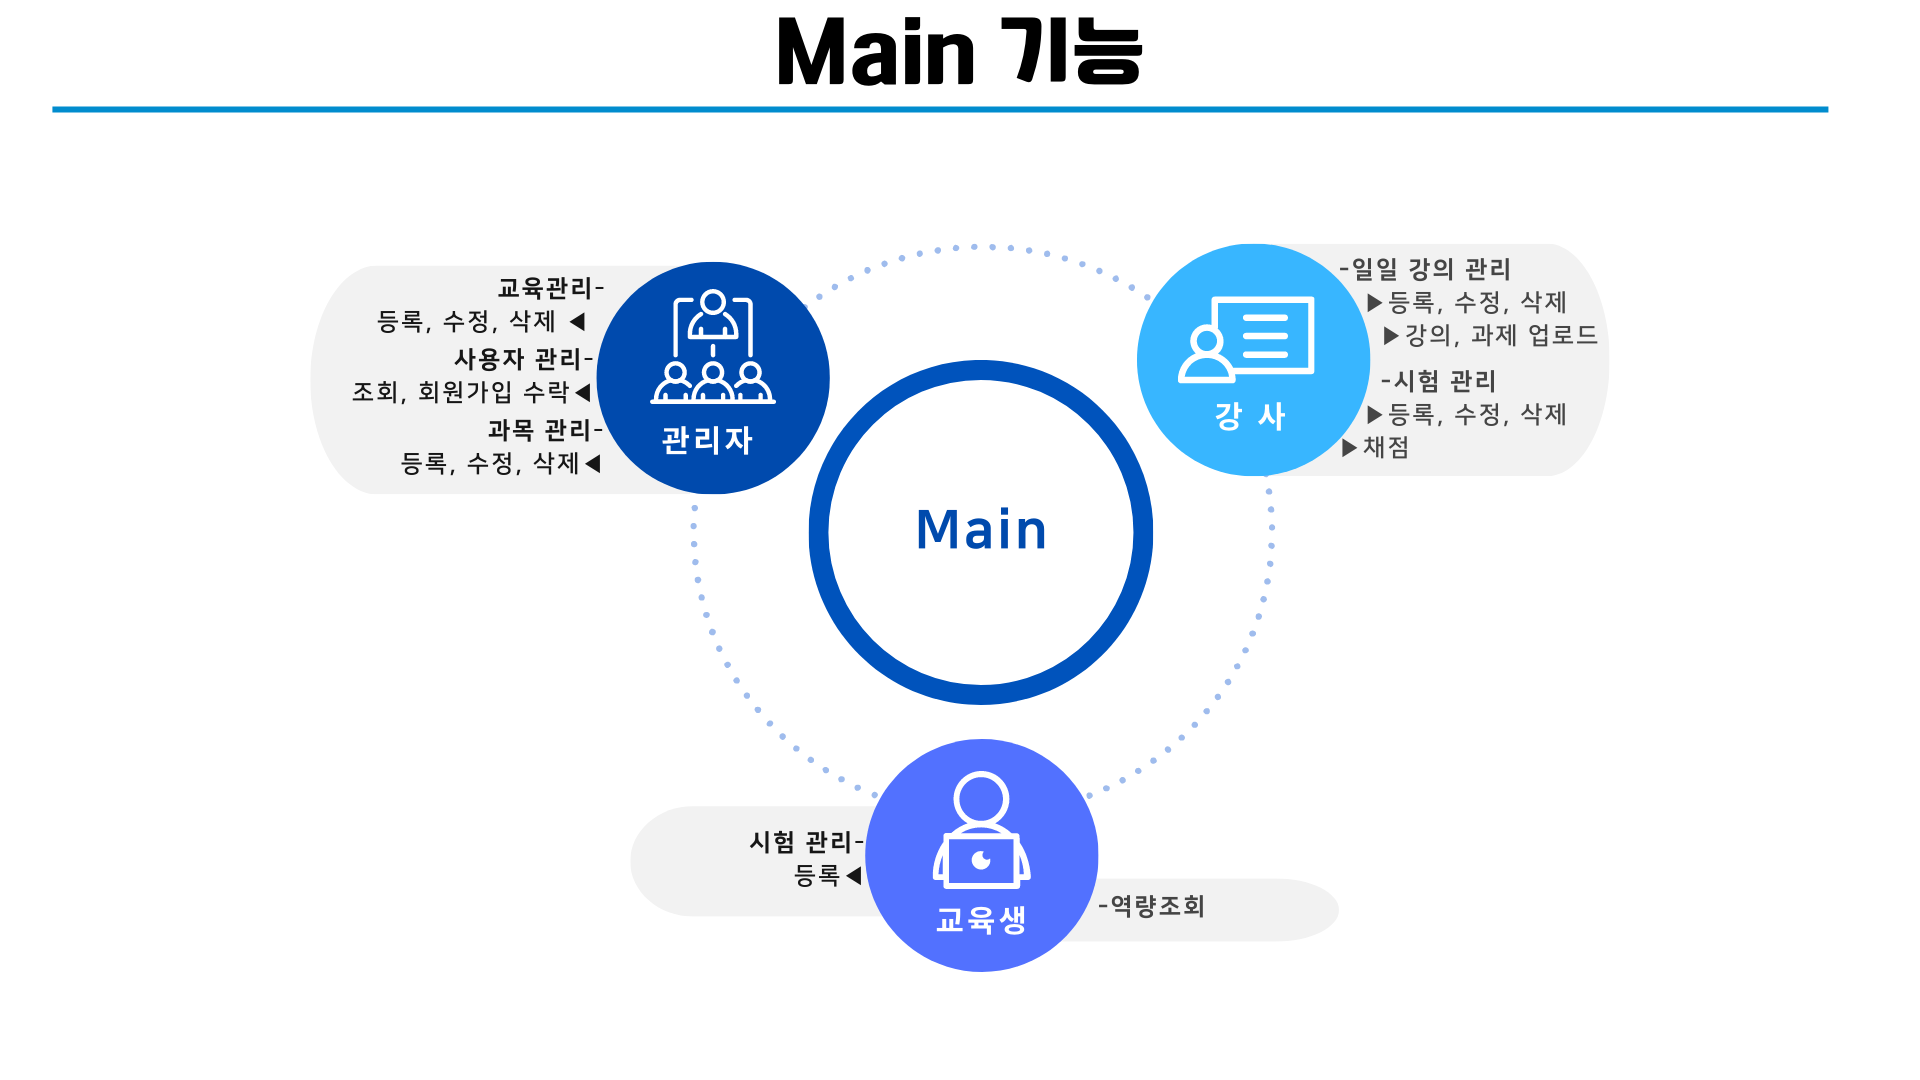 Main 기능
교육관리-
등록, 수정, 삭제 ◀
사용자 관리-
조회, 회원가입 수락◀
과목 관리-
등록, 수정, 삭제◀
관리자
-일일 강의 관리
▶등록, 수정, 삭제
▶강의, 과제 업로드
-시험 관리
▶등록, 수정, 삭제
▶채점
강 사
Main
시험 관리-
등록◀
교육생
-역량조회